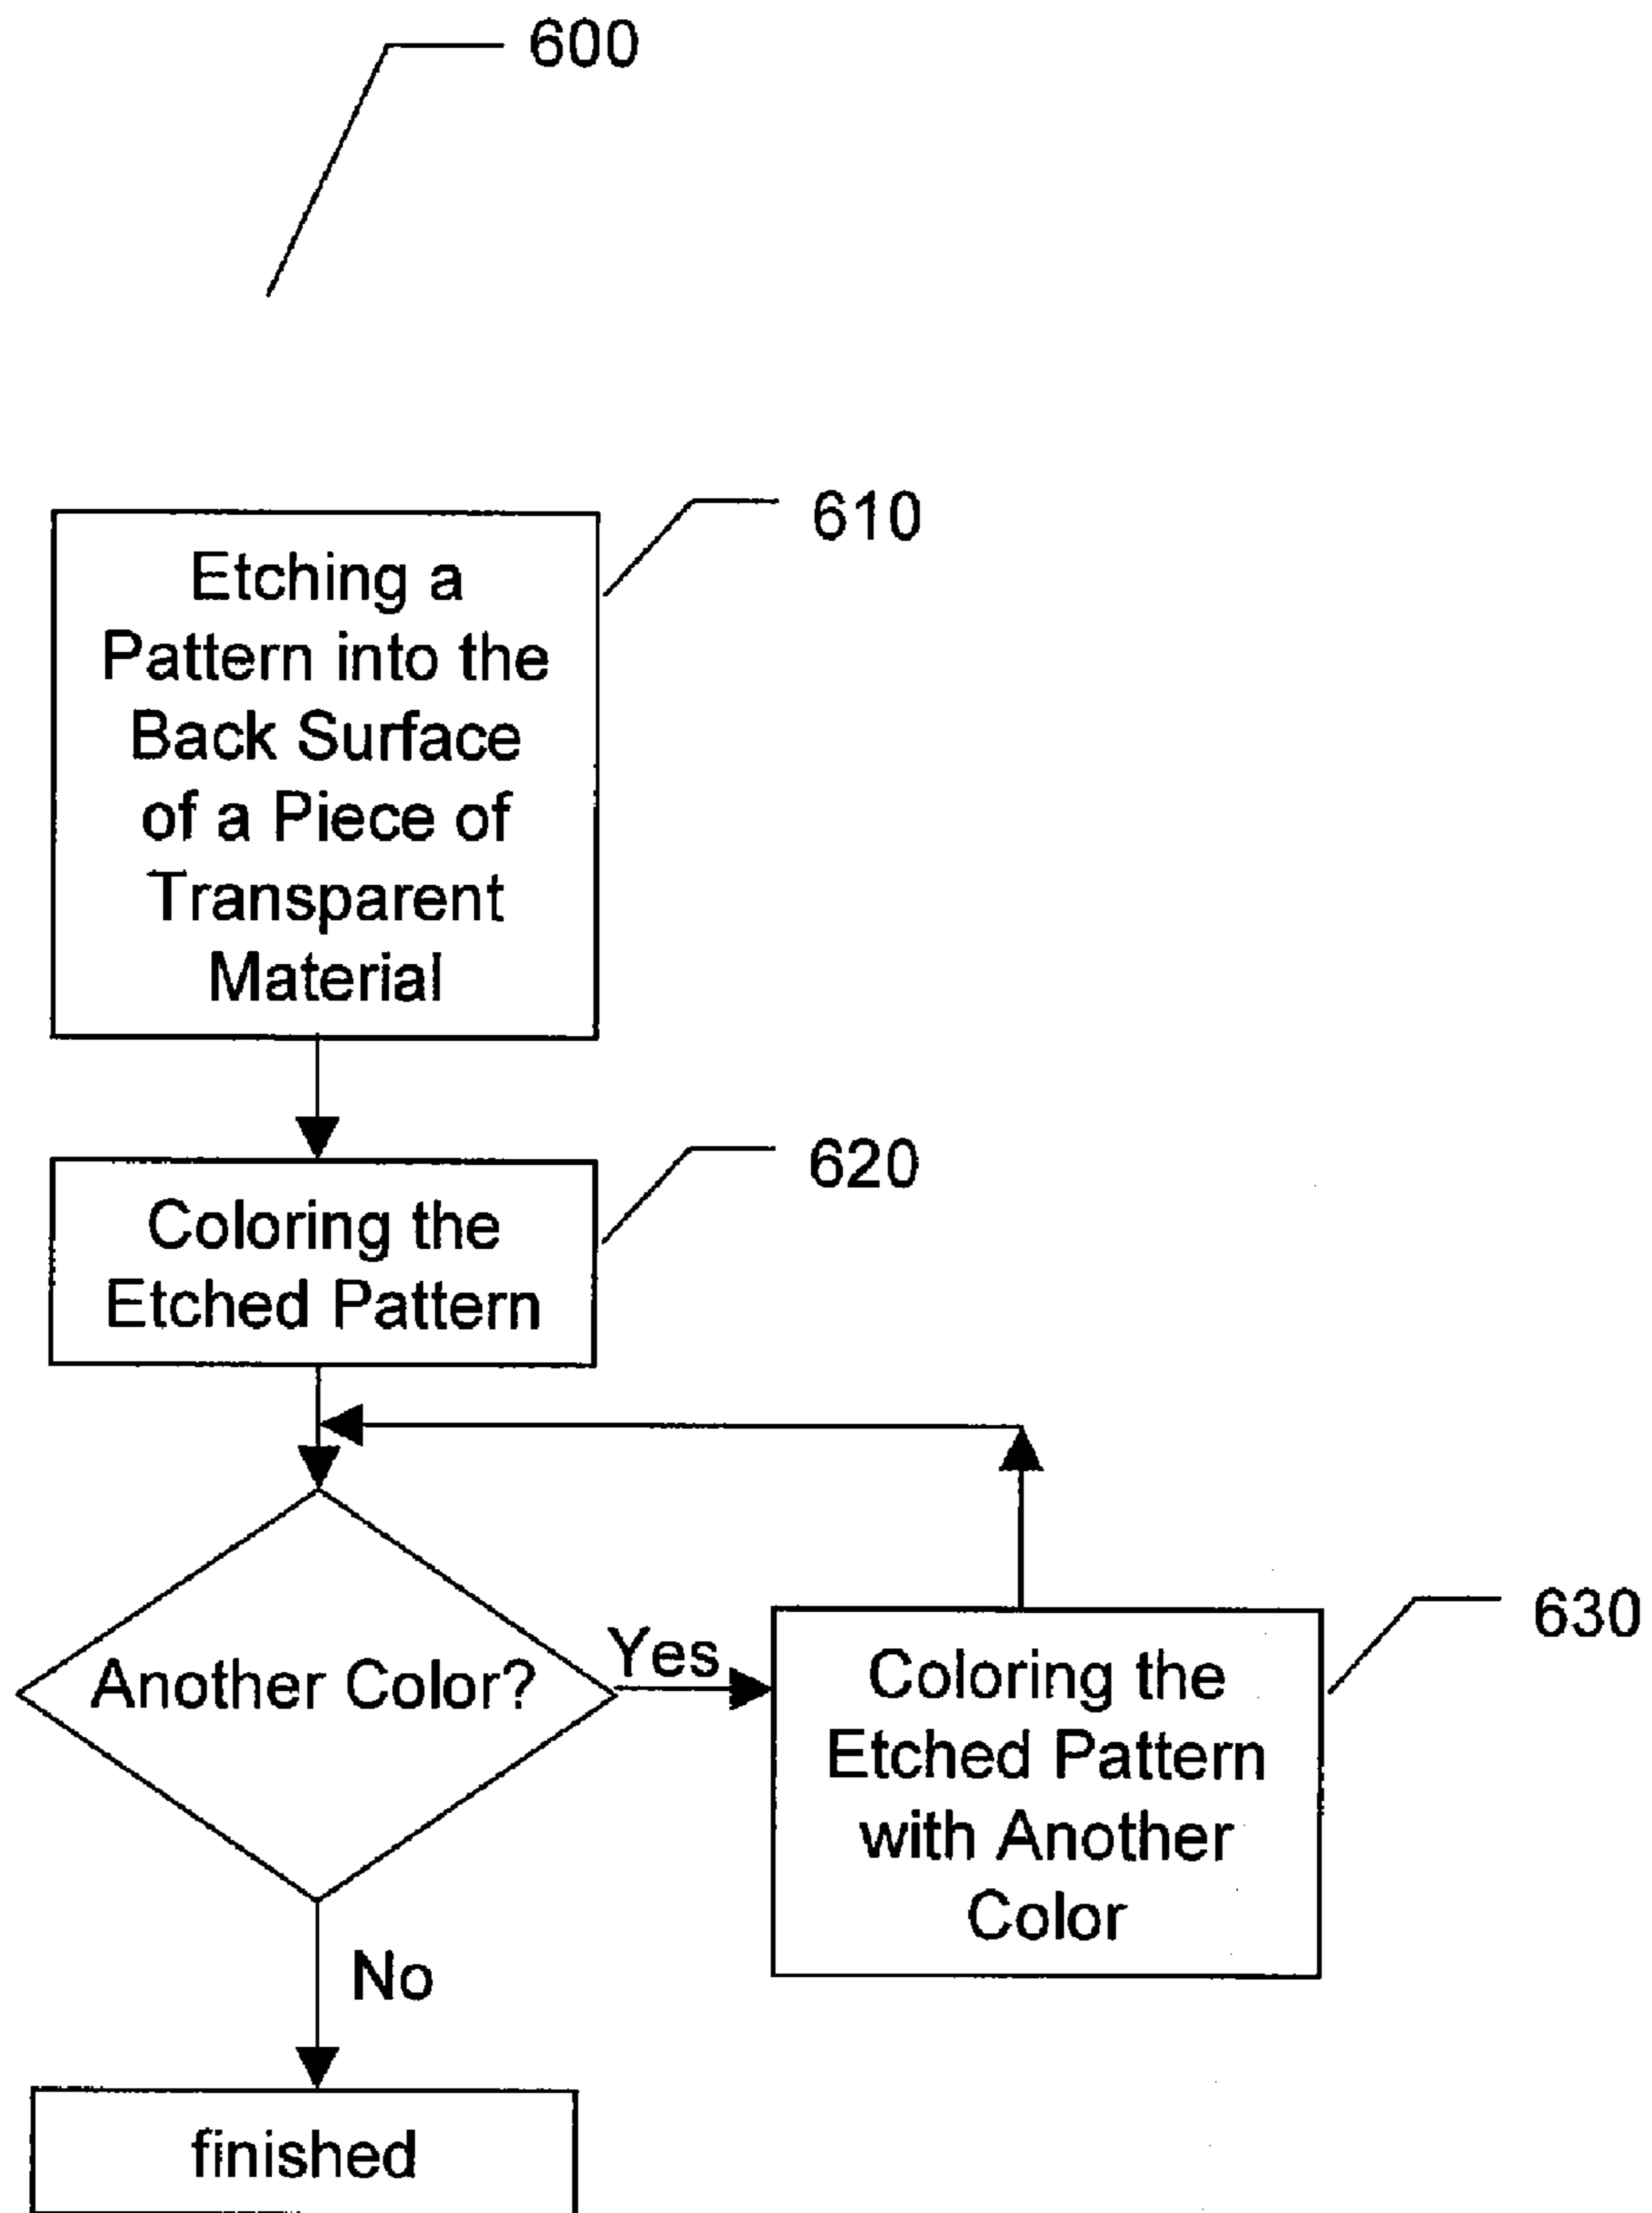 600
610
Etching a
Pattern into the
Back Surface
of a Piece of
Transparent
Material
620
Coloring the
Etched Pattern
Another Color?
Yes
630
Coloring the
Etched Pattern
with Another
Color
No
finished